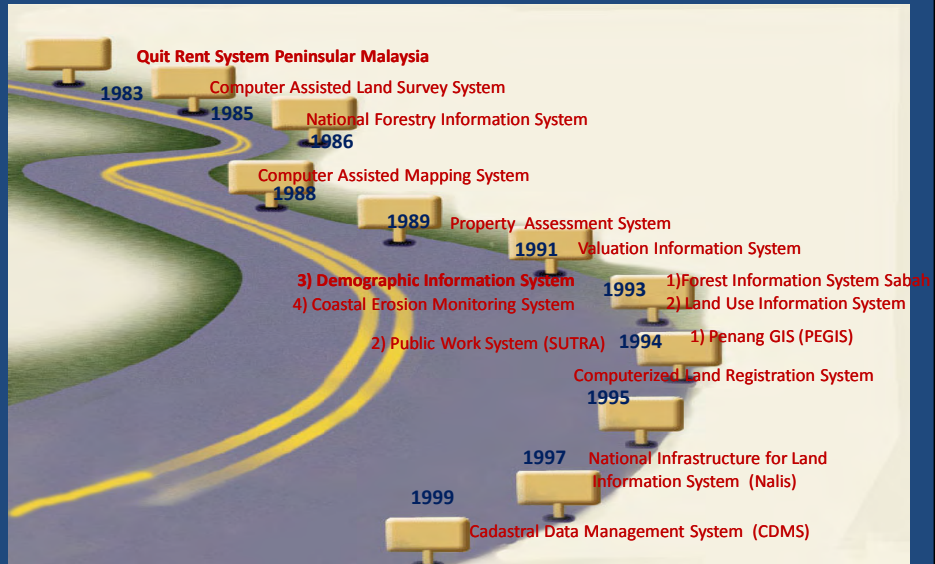 Quit Rent System Peninsular Malaysia
1983
Computer Assisted Land Survey System
1985
National Forestry Information System
1986
Computer Assisted Mapping System
1988
1989
Property Assessment System
1991
Valuation Information System
1993
1)Forest Information System Sabah
2) Land Use Information System
3) Demographic Information System
4) Coastal Erosion Monitoring System
1994
1) Penang GIS (PEGIS)
2) Public Work System (SUTRA)
Computerized Land Registration System
1995
1997
National Infrastructure for Land
Information System (Nalis)
1999
Cadastral Data Management System (CDMS)